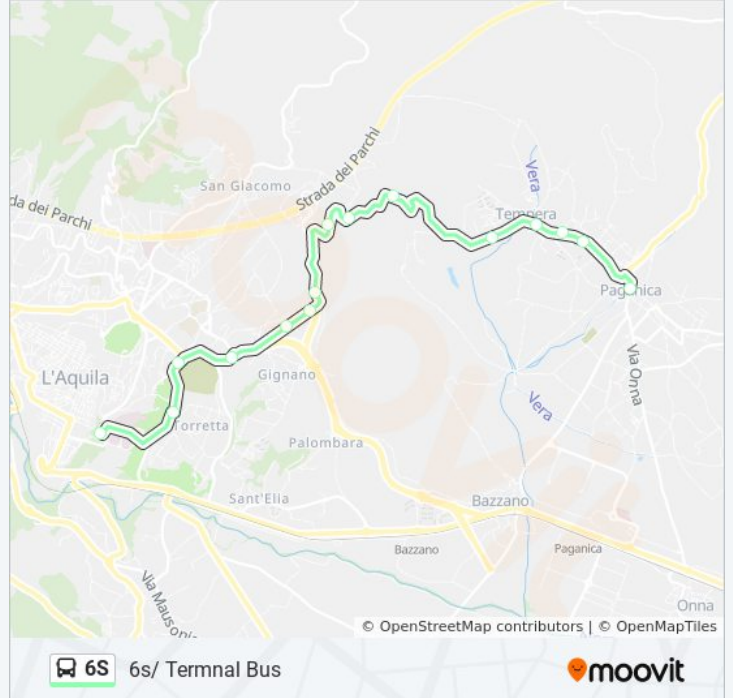 San Giacomo
Strada dei Parchi
da dei Parchi
Vera
Tempera
Paganica
L'Aquila
Gignano
Via Onna
Vera
Torretta
Palombara
Sant'Elia
Bazzano
Bazzano
Paganica
Via Mausonia
Onna
© OpenStreetMap contributors | © OpenMapTiles
6S 6s/ Termnal Bus
moovit